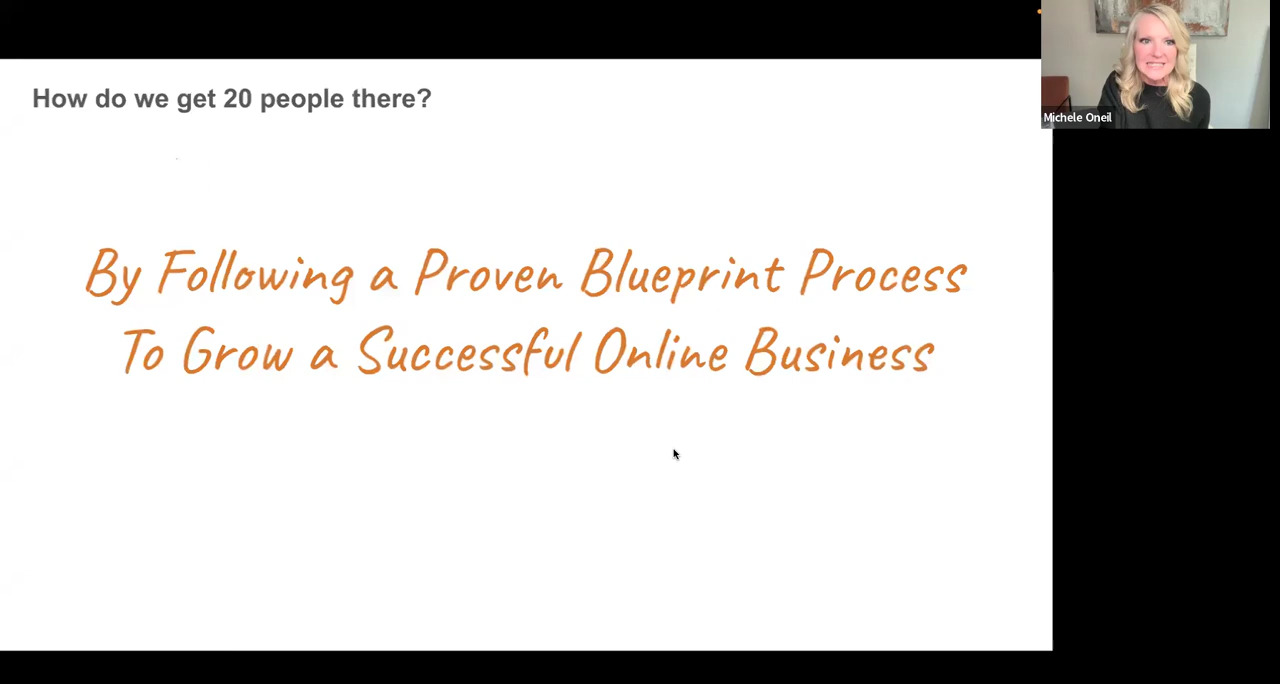 How do we get 20 people there?
Michele Oneil
By Following a Proven Blueprint Process
To Grow a Successful Online Business